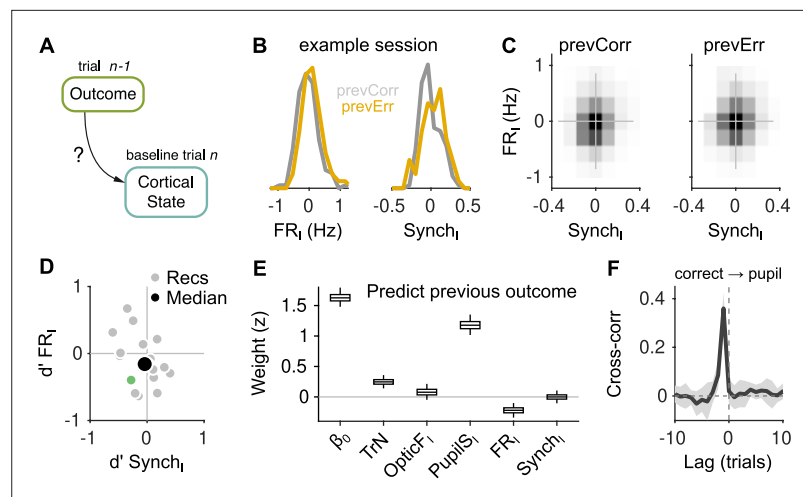 A
trial n-1
Outcome
?
baseline trial n
Cortical
State
B
example session
prevCorr
prevErr
-1 0 1
FR_I (Hz)
-0.5 0 0.5
Synch_I
C
prevCorr prevErr
FR_I (Hz)
1
0
-1
-0.4 0 0.4
Synch_I
-0.4 0 0.4
Synch_I
D
Recs
Median
d' FR_I
1
0
-1
-1 0 1
d' Synch_I
E
Predict previous outcome
Weight (z)
1.5
1
0.5
0
β₀ TrN OpticF_I PupilS_I FR_I Synch_I
F
correct → pupil
Cross-corr
0.4
0.2
0
-10 0 10
Lag (trials)